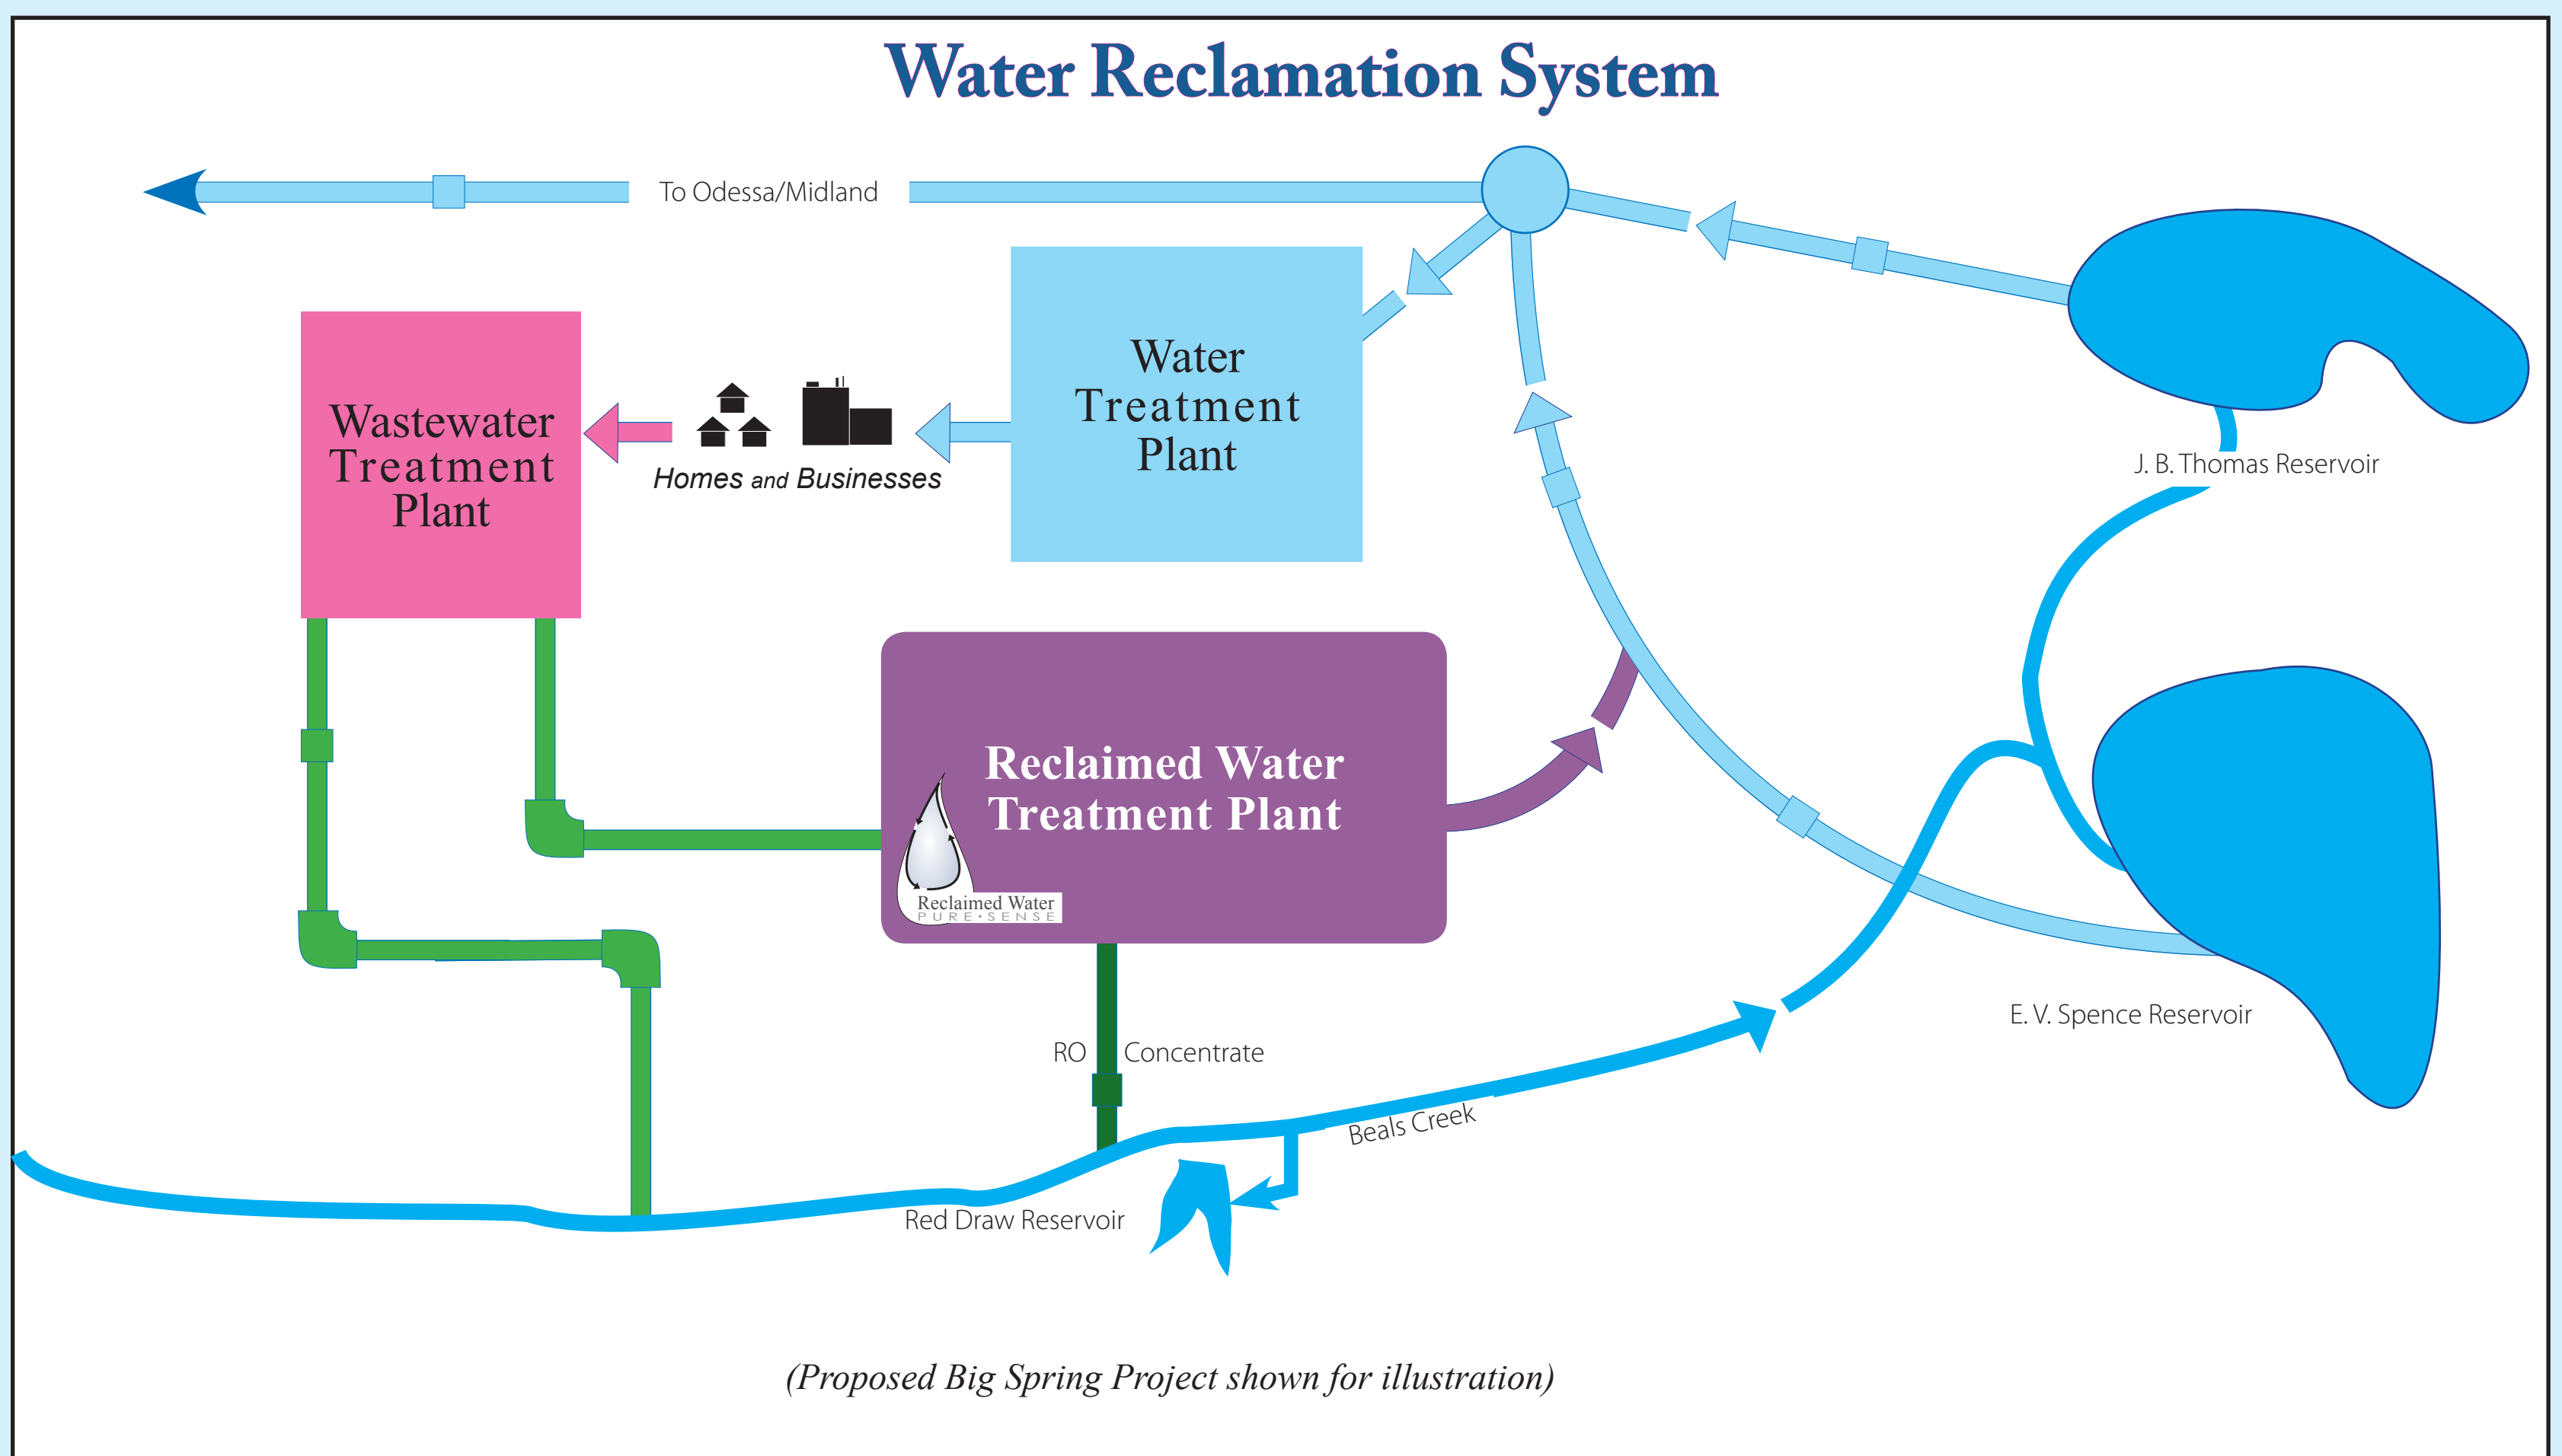 Water Reclamation System
To Odessa/Midland
Water
Treatment
Plant
Wastewater
Treatment
Plant
Homes and Businesses
J. B. Thomas Reservoir
Reclaimed Water
Treatment Plant
Reclaimed Water
PURE•SENSE
E. V. Spence Reservoir
RO Concentrate
Beals Creek
Red Draw Reservoir
(Proposed Big Spring Project shown for illustration)